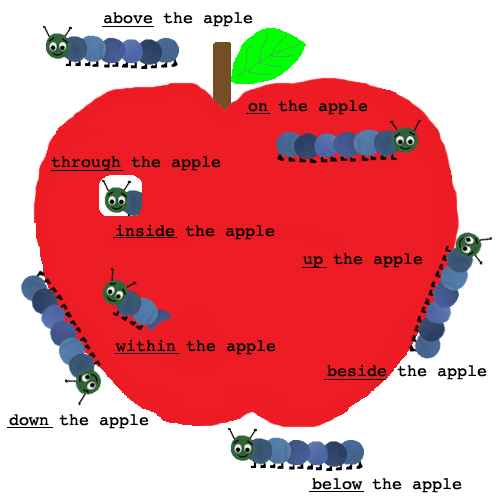 above the apple
on the apple
through the apple
inside the apple
up the apple
within the apple
beside the apple
down the apple
below the apple